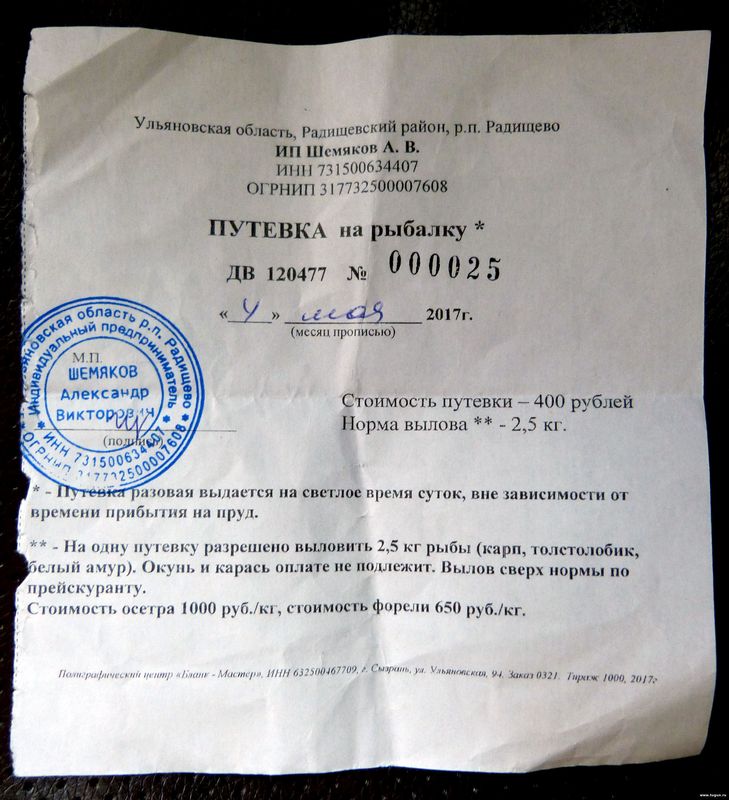 Ульяновская область, Радищевский район, р.п. Радищево
ИП Шемяков А. В.
ИНН 731500634407
ОГРНИП 317732500007608
ПУТЕВКА на рыбалку *
ДВ 120477 № 000025
« 4 » мая 2017г.
(месяц прописью)
Ульяновская область р.п. Радищево
Индивидуальный предприниматель
М.П.
ШЕМЯКОВ
Александр
Викторович
(подпись)
* ИНН 731500634407 *
ОГРНИП 317732500007608
Стоимость путевки – 400 рублей
Норма вылова ** - 2,5 кг.
* - Путевка разовая выдается на светлое время суток, вне зависимости от
времени прибытия на пруд.
** - На одну путевку разрешено выловить 2,5 кг рыбы (карп, толстолобик,
белый амур). Окунь и карась оплате не подлежит. Вылов сверх нормы по
прейскуранту.
Стоимость осетра 1000 руб./кг, стоимость форели 650 руб./кг.
Полиграфический центр «Бланк - Мастер», ИНН 632500467709, г. Сызрань, ул. Ульяновская, 94. Заказ 0321. Тираж 1000, 2017г
www.tugun.ru